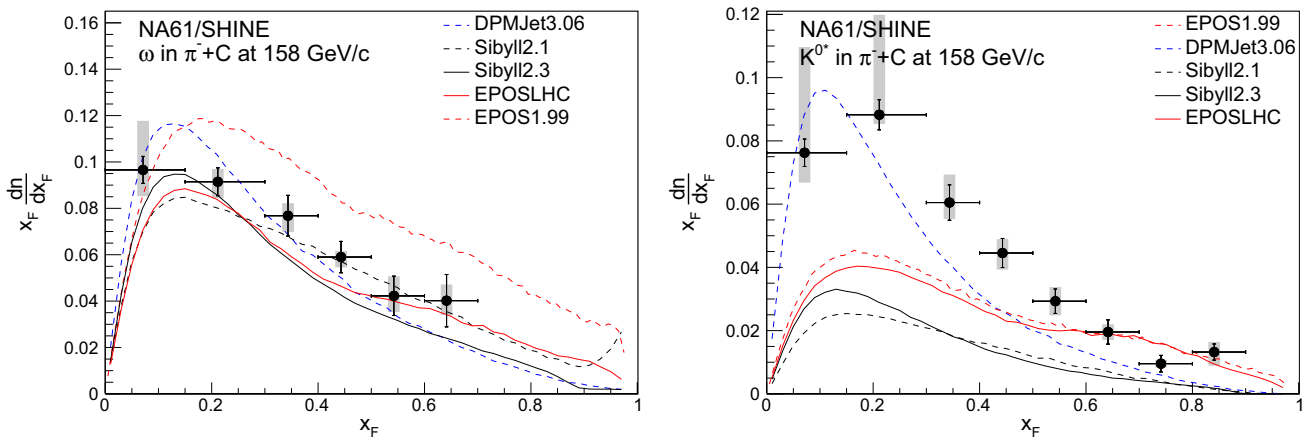 NA61/SHINE
ω in π⁻+C at 158 GeV/c
DPMJet3.06
Sibyll2.1
Sibyll2.3
EPOSLHC
EPOS1.99
x_F dn/dx_F
0.16
0.14
0.12
0.1
0.08
0.06
0.04
0.02
0
0 0.2 0.4 0.6 0.8 1
x_F
NA61/SHINE
K⁰* in π⁻+C at 158 GeV/c
EPOS1.99
DPMJet3.06
Sibyll2.1
Sibyll2.3
EPOSLHC
x_F dn/dx_F
0.12
0.1
0.08
0.06
0.04
0.02
0
0 0.2 0.4 0.6 0.8 1
x_F